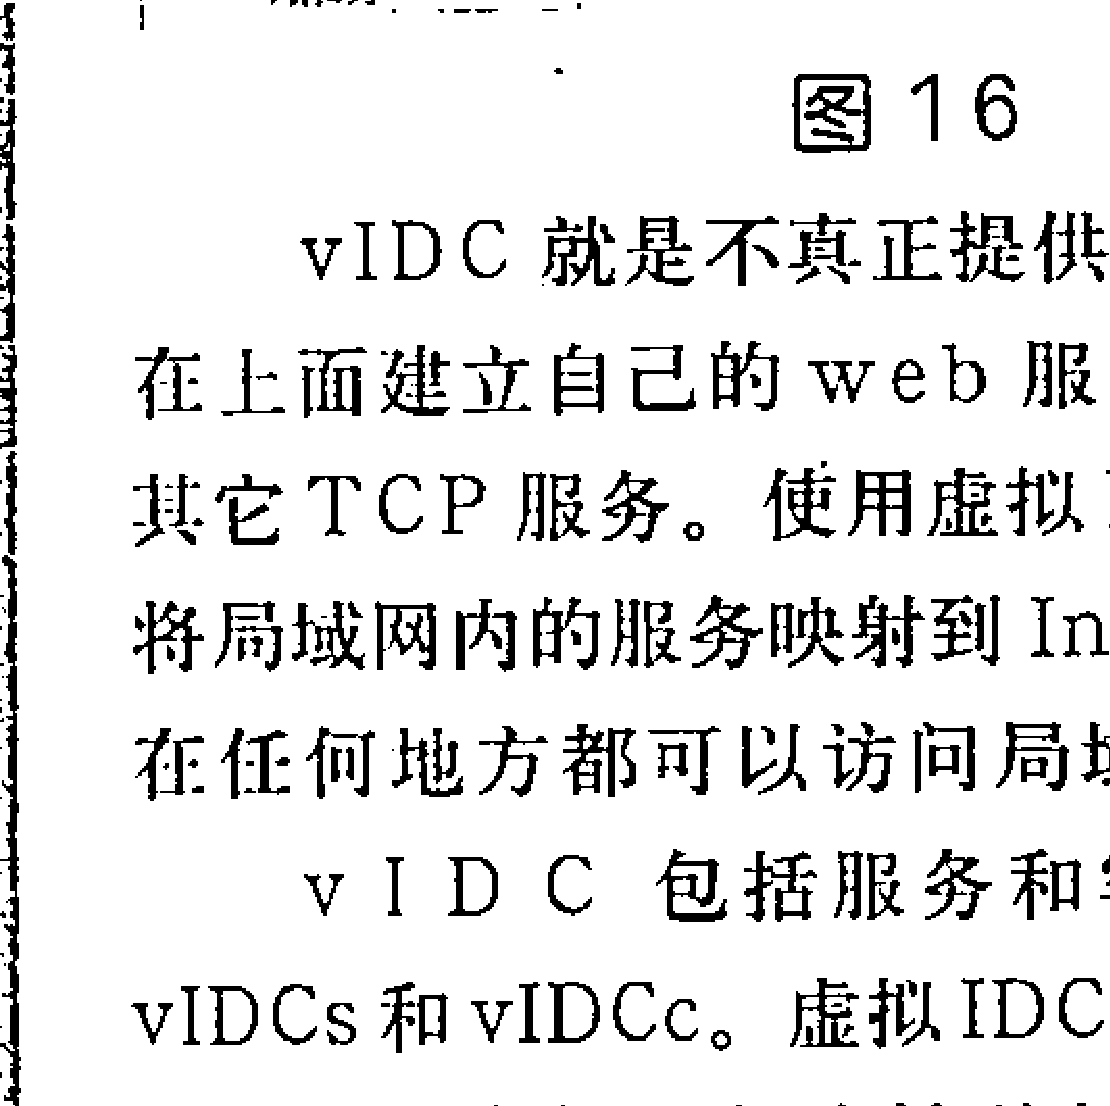 图 16
vIDC 就是不真正提供
在上面建立自己的 web 服
其它 TCP 服务。使用虚拟
将局域网内的服务映射到 In
在任何地方都可以访问局域
vIDC 包括服务和
vIDCs 和 vIDCc。虚拟 IDC